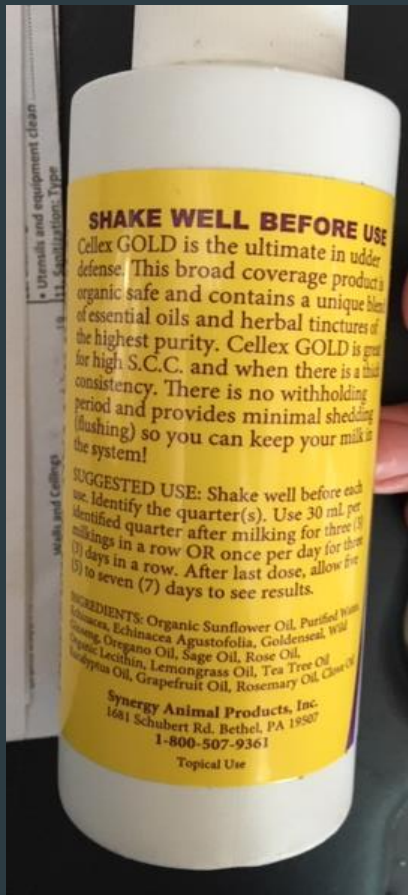 • Utensils and equipment clean
11. Sanitization: Type
Walls and Ceilings
SHAKE WELL BEFORE USE
Cellex GOLD is the ultimate in udder
defense. This broad coverage product is
organic safe and contains a unique blend
of essential oils and herbal tinctures of
the highest purity. Cellex GOLD is great
for high S.C.C. and when there is a thick
consistency. There is no withholding
period and provides minimal shedding
(flushing) so you can keep your milk in
the system!
SUGGESTED USE: Shake well before each
use. Identify the quarter(s). Use 30 mL per
identified quarter after milking for three (3)
milkings in a row OR once per day for three
(3) days in a row. After last dose, allow five
(5) to seven (7) days to see results.
INGREDIENTS: Organic Sunflower Oil, Purified Water,
Echinacea, Echinacea Agustofolia, Goldenseal, Wild
Ginseng, Oregano Oil, Sage Oil, Rose Oil,
Organic Lecithin, Lemongrass Oil, Tea Tree Oil
Eucalyptus Oil, Grapefruit Oil, Rosemary Oil, Clove Oil
Synergy Animal Products, Inc.
1681 Schubert Rd. Bethel, PA 19507
1-800-507-9361
Topical Use